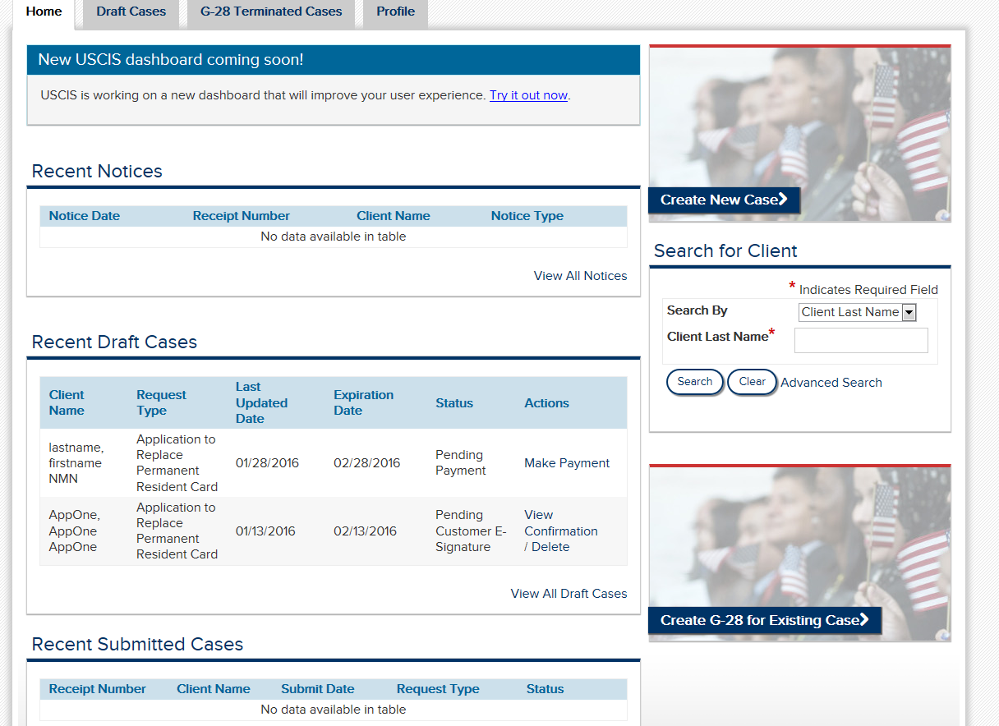 Home
Draft Cases
G-28 Terminated Cases
Profile
New USCIS dashboard coming soon!
USCIS is working on a new dashboard that will improve your user experience. Try it out now.
Recent Notices
Notice Date Receipt Number Client Name Notice Type
No data available in table
View All Notices
Recent Draft Cases
Client
Name
Request
Type
Last
Updated
Date
Expiration
Date
Status
Actions
lastname,
firstname
NMN
Application to
Replace
Permanent
Resident Card
01/28/2016
02/28/2016
Pending
Payment
Make Payment
AppOne,
AppOne
AppOne
Application to
Replace
Permanent
Resident Card
01/13/2016
02/13/2016
Pending
Customer E-
Signature
View
Confirmation
/ Delete
View All Draft Cases
Recent Submitted Cases
Receipt Number Client Name Submit Date Request Type Status
No data available in table
Create New Case
Search for Client
* Indicates Required Field
Search By
Client Last Name
Client Last Name*
Search
Clear
Advanced Search
Create G-28 for Existing Case